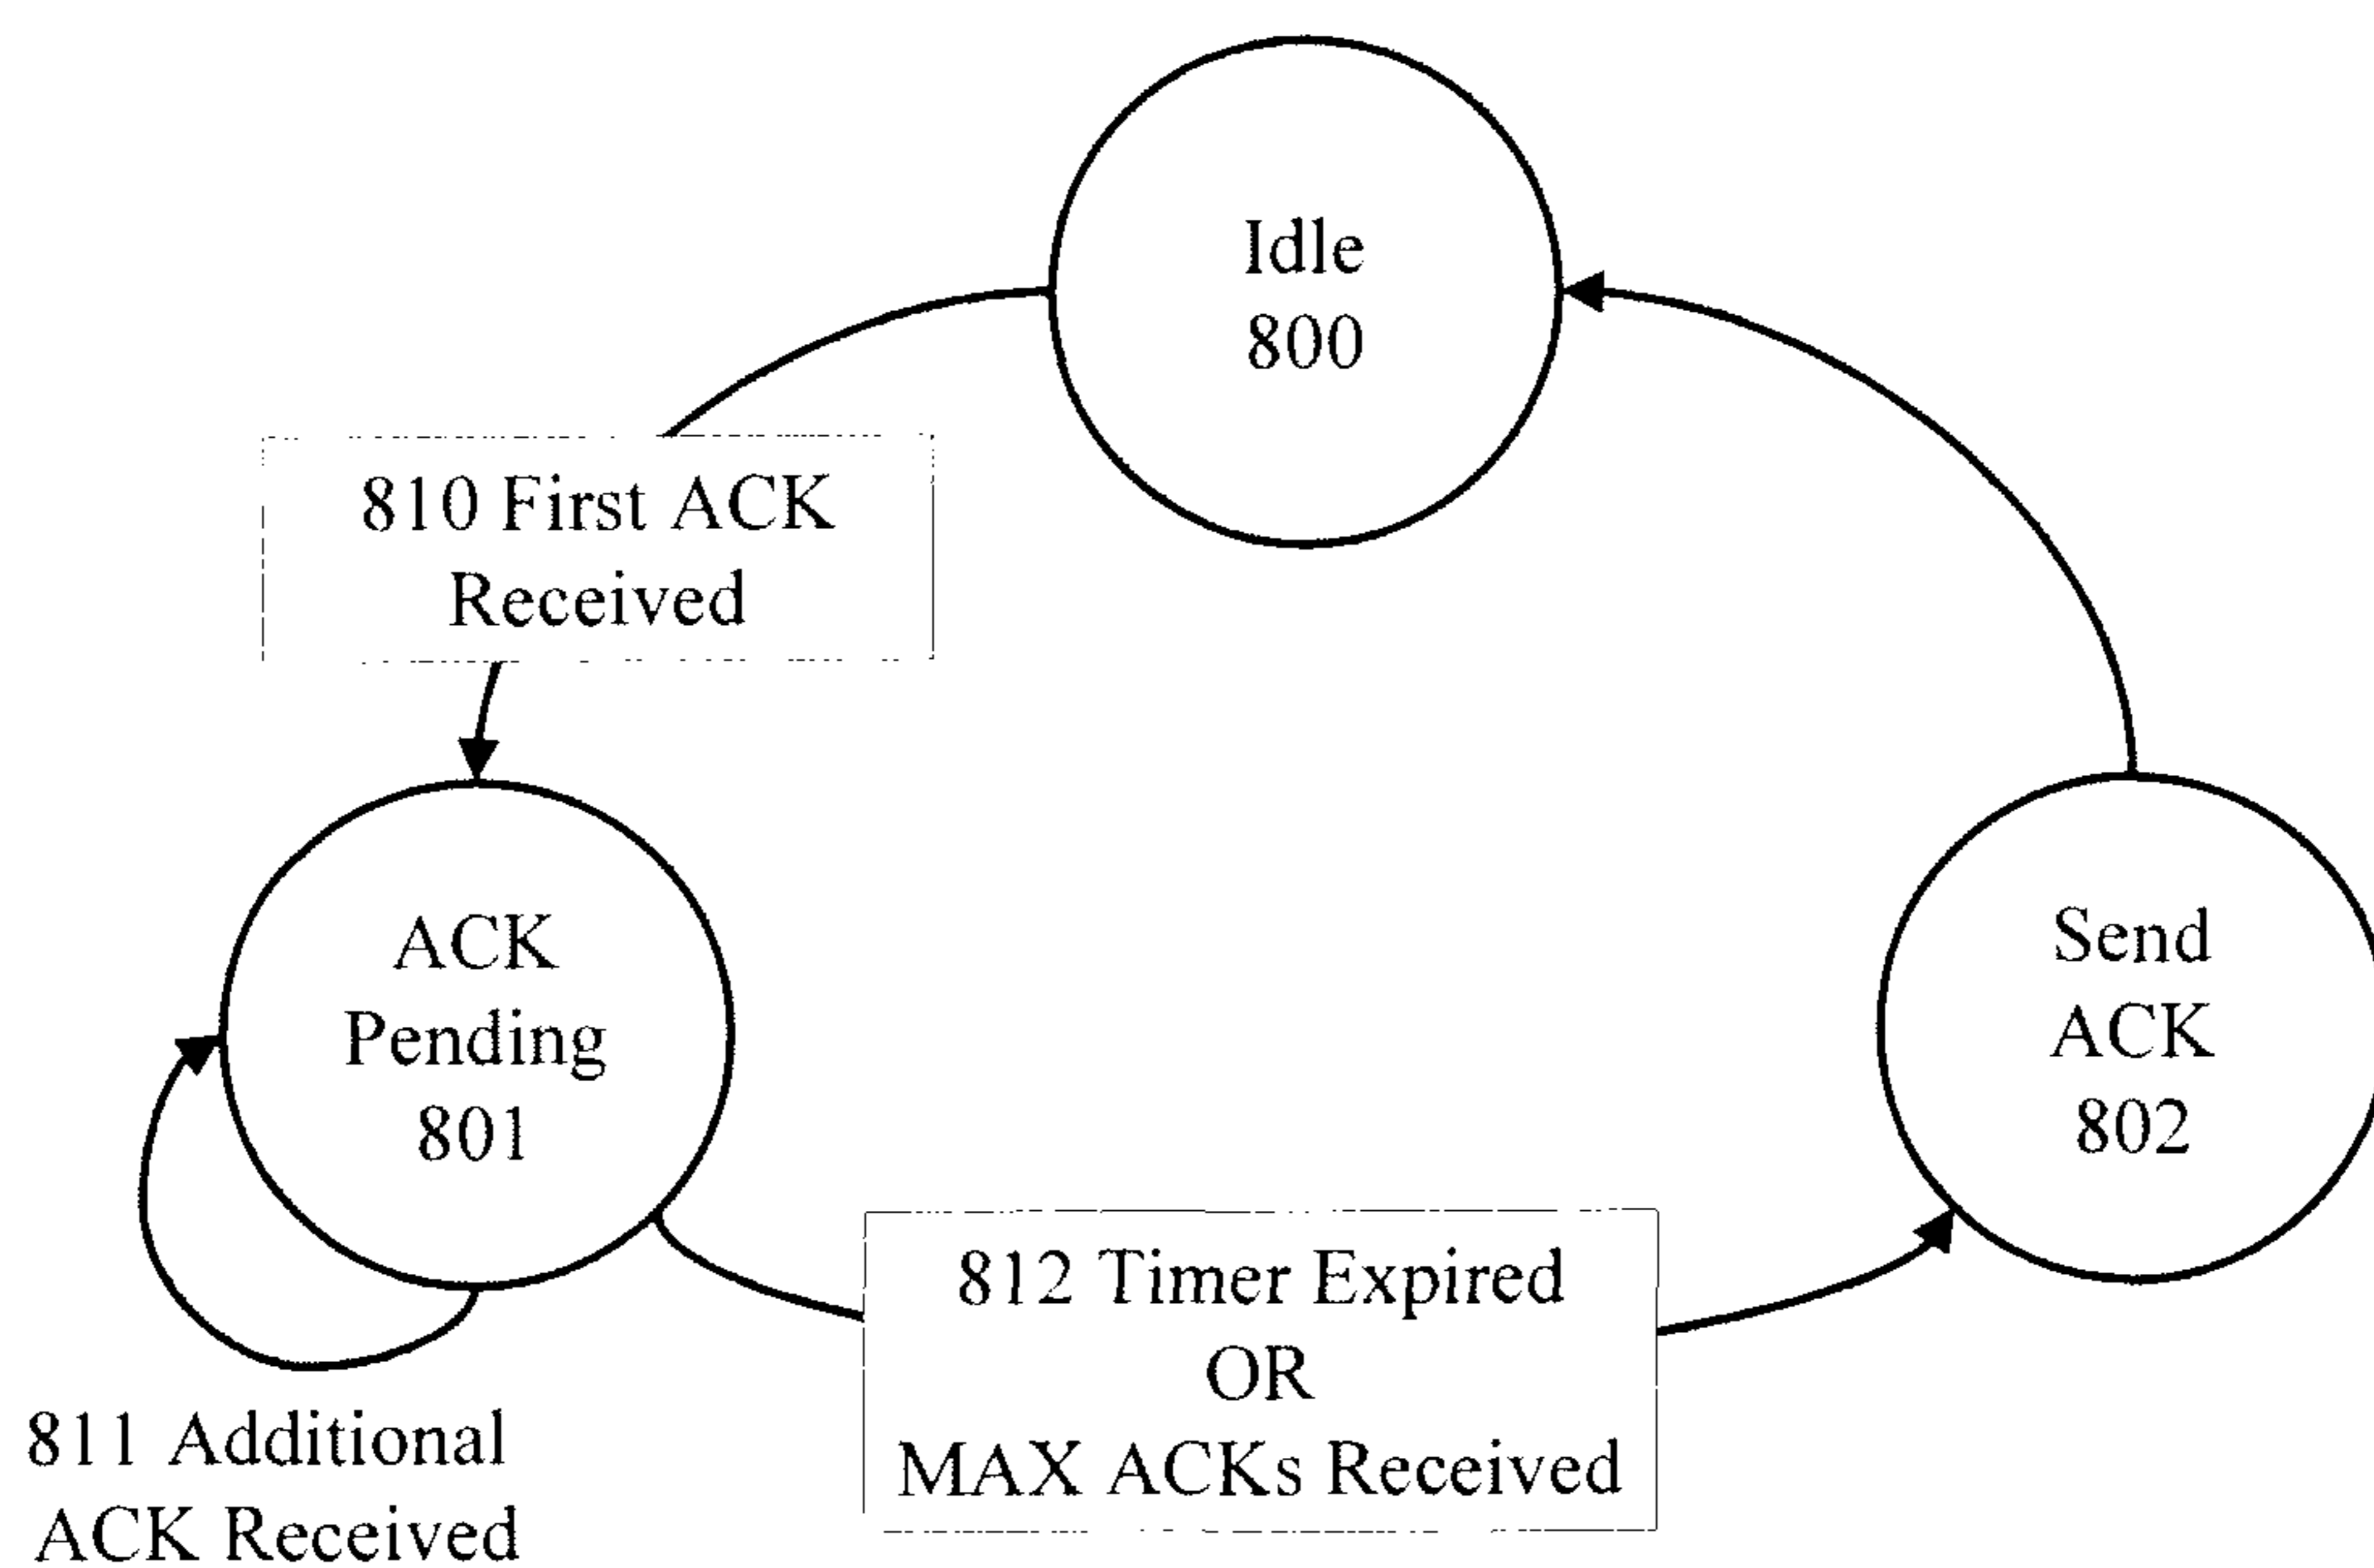 Idle
800
810 First ACK
Received
ACK
Pending
801
Send
ACK
802
812 Timer Expired
OR
MAX ACKs Received
811 Additional
ACK Received